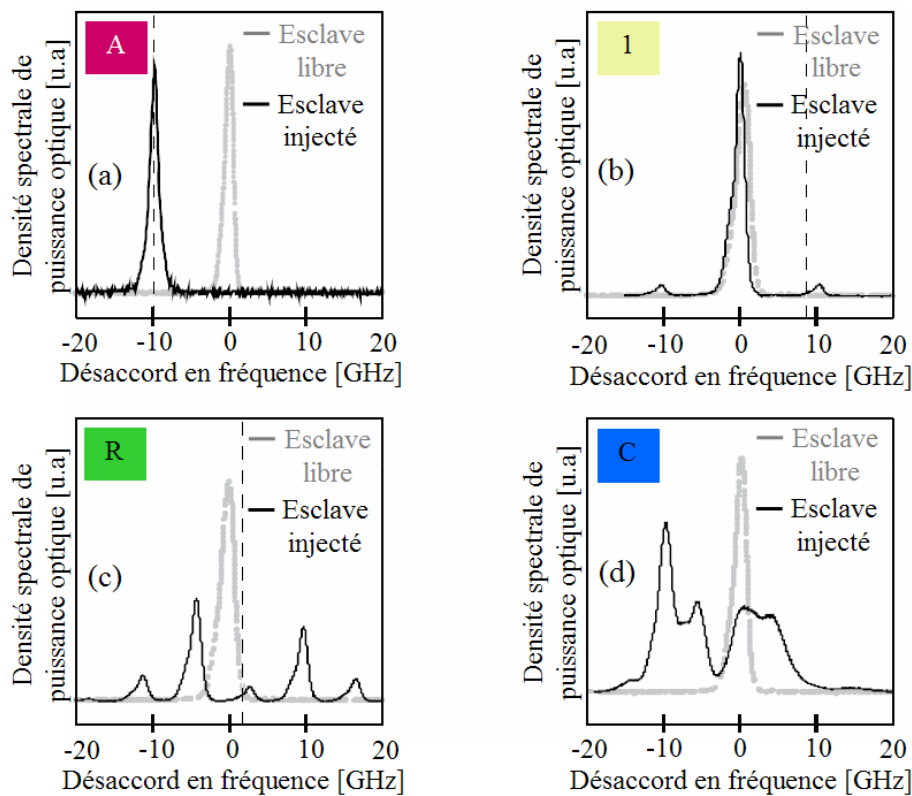 A
Esclave
libre
Esclave
injecté
(a)
Densité spectrale de
puissance optique [u.a]
-20 -10 0 10 20
Désaccord en fréquence [GHz]
1
Esclave
libre
Esclave
injecté
(b)
Densité spectrale de
puissance optique [u.a]
-20 -10 0 10 20
Désaccord en fréquence [GHz]
R
Esclave
libre
Esclave
injecté
(c)
Densité spectrale de
puissance optique [u.a]
-20 -10 0 10 20
Désaccord en fréquence [GHz]
C
Esclave
libre
Esclave
injecté
(d)
Densité spectrale de
puissance optique [u.a]
-20 -10 0 10 20
Désaccord en fréquence [GHz]